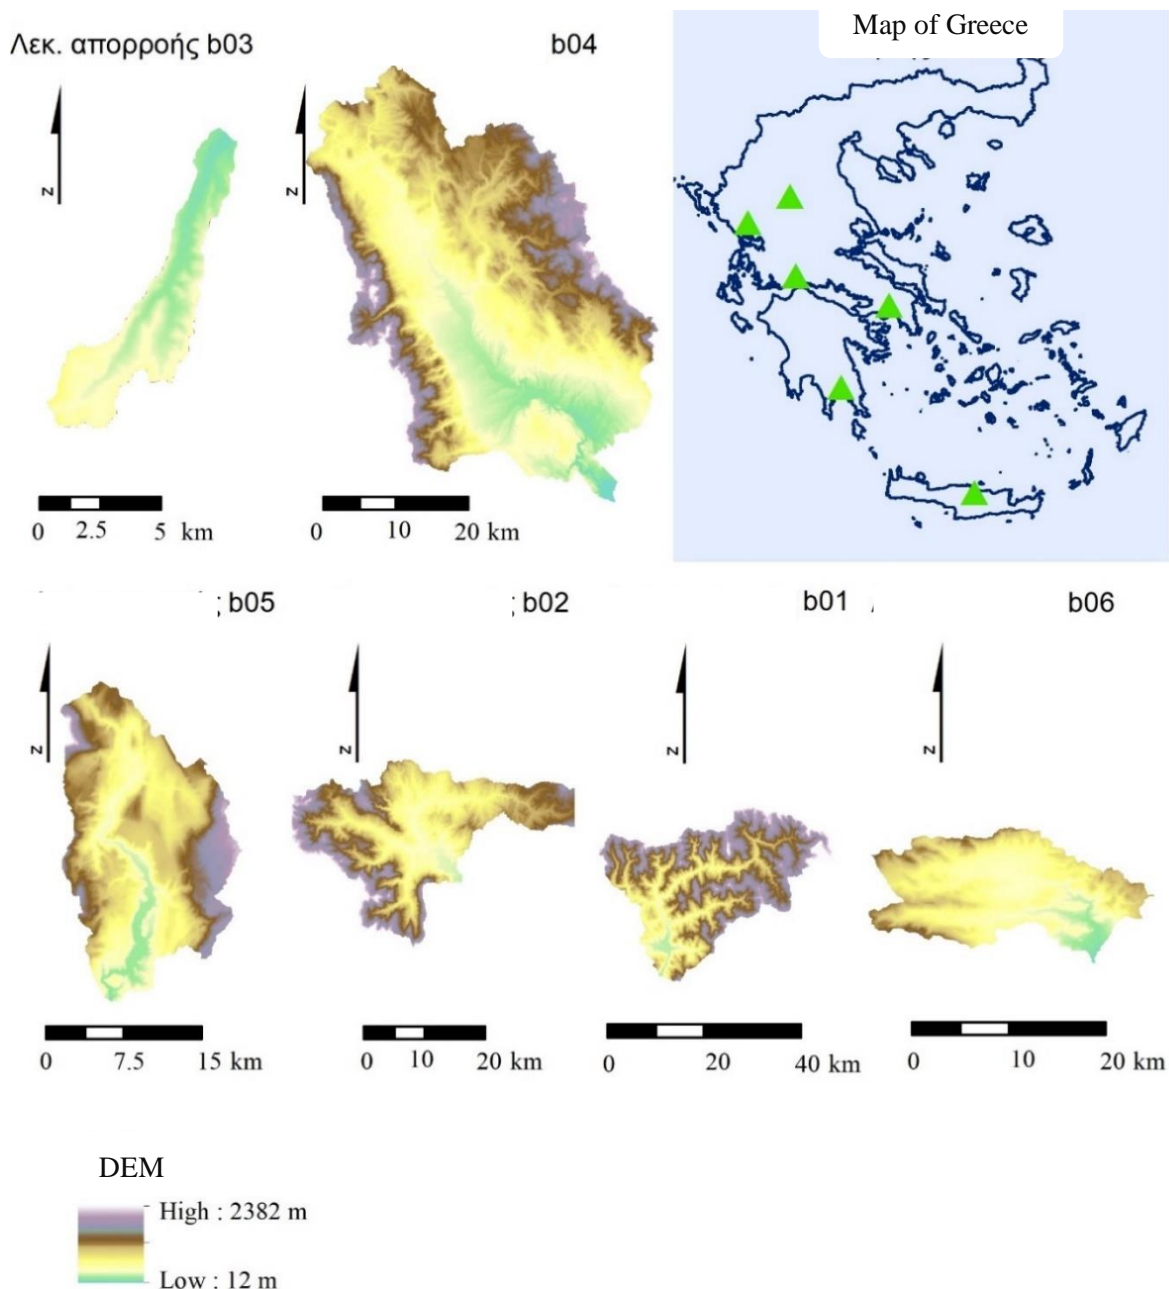 Λεκ. απορροής b03
b04
Map of Greece
z
z
0 2.5 5 km
0 10 20 km
; b05
; b02
b01
b06
z
z
z
z
0 7.5 15 km
0 10 20 km
0 20 40 km
0 10 20 km
DEM
High : 2382 m
Low : 12 m